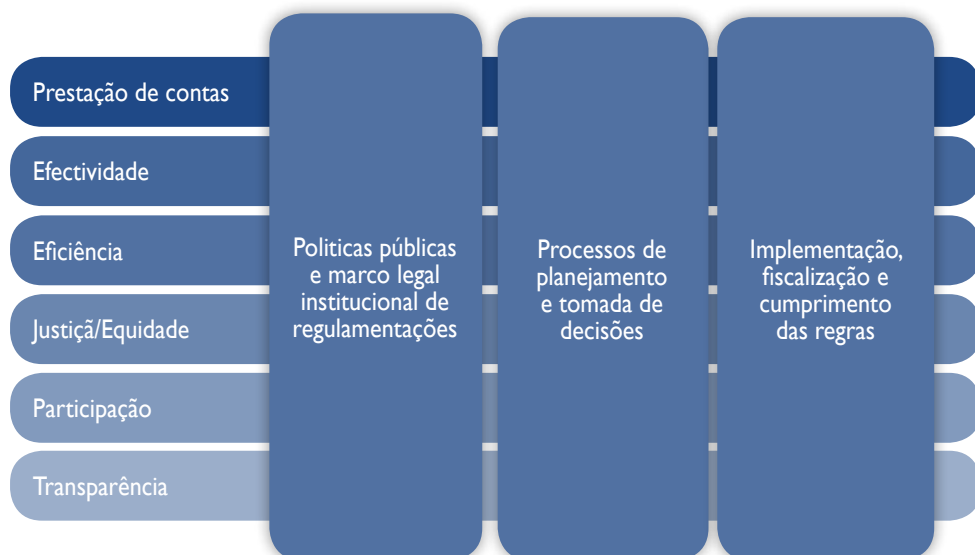 Prestação de contas
Efectividade
Eficiência
Justiçã/Equidade
Participação
Transparência
Politicas públicas
e marco legal
institucional de
regulamentações
Processos de
planejamento
e tomada de
decisões
Implementação,
fiscalização e
cumprimento
das regras